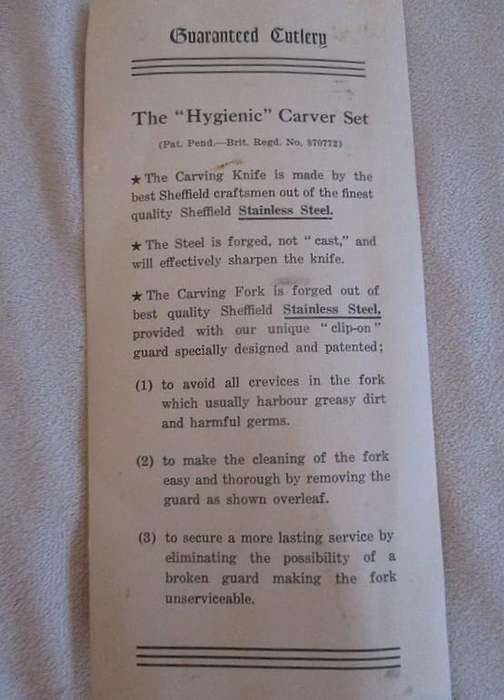 Guaranteed Cutlery
The "Hygienic" Carver Set
(Pat. Pend.—Brit. Regd. No. 870772)
★ The Carving Knife is made by the
best Sheffield craftsmen out of the finest
quality Sheffield Stainless Steel.
★ The Steel is forged, not "cast," and
will effectively sharpen the knife.
★ The Carving Fork is forged out of
best quality Sheffield Stainless Steel,
provided with our unique "clip-on"
guard specially designed and patented;
(1) to avoid all crevices in the fork
which usually harbour greasy dirt
and harmful germs.
(2) to make the cleaning of the fork
easy and thorough by removing the
guard as shown overleaf.
(3) to secure a more lasting service by
eliminating the possibility of a
broken guard making the fork
unserviceable.